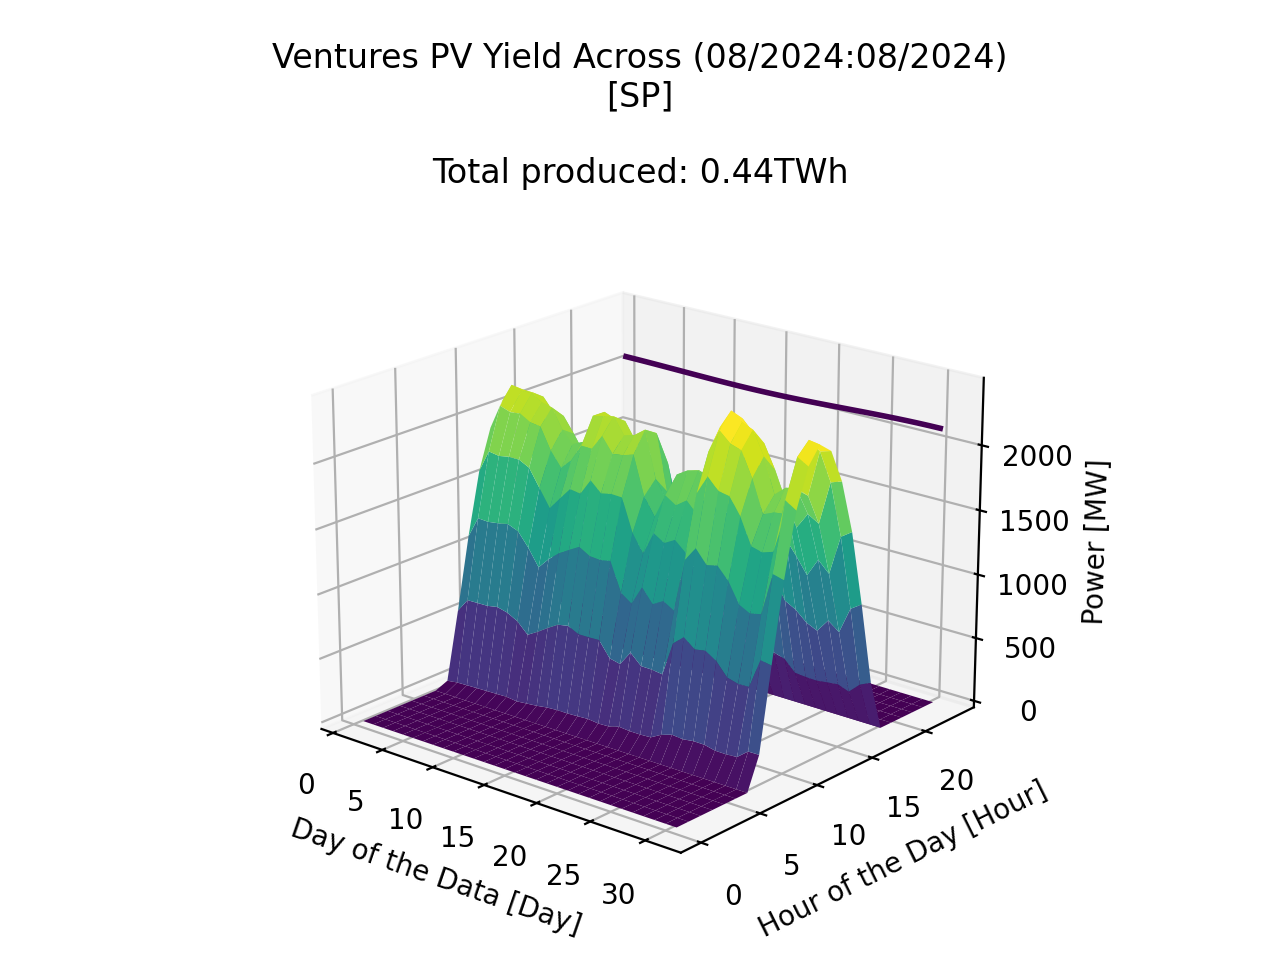 Ventures PV Yield Across (08/2024:08/2024)
[SP]
Total produced: 0.44TWh
2000
1500
1000
500
0
Power [MW]
0
5
10
15
20
25
30
Day of the Data [Day]
0
5
10
15
20
Hour of the Day [Hour]